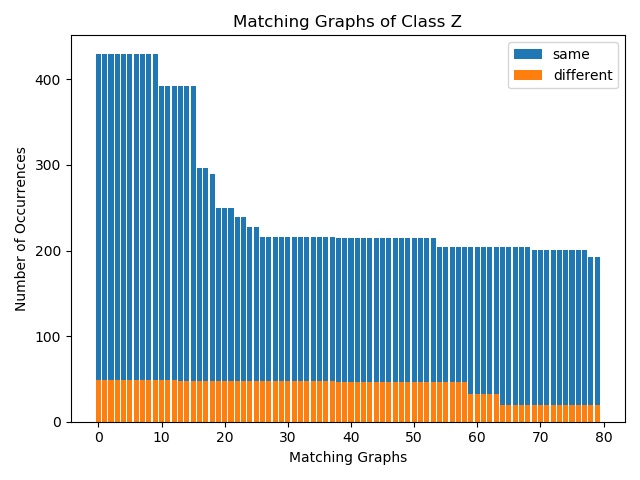 Matching Graphs of Class Z
same
different
400
300
200
100
0
Number of Occurrences
0 10 20 30 40 50 60 70 80
Matching Graphs